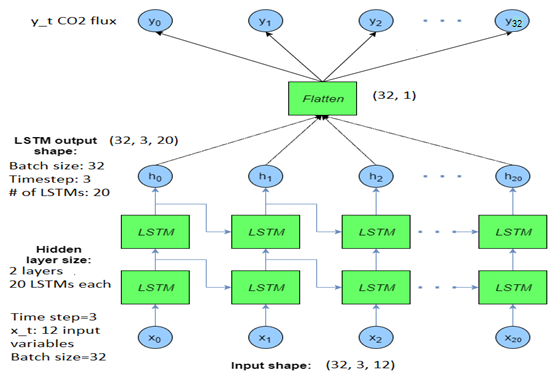 y_t CO2 flux
y0 y1 y2 y32
Flatten (32, 1)
LSTM output (32, 3, 20)
shape:
Batch size: 32
Timestep: 3
# of LSTMs: 20
h0 h1 h2 h20
LSTM LSTM LSTM LSTM
Hidden
layer size:
2 layers
20 LSTMs each
LSTM LSTM LSTM LSTM
Time step=3
x_t: 12 input
variables
Batch size=32
x0 x1 x2 x20
Input shape: (32, 3, 12)